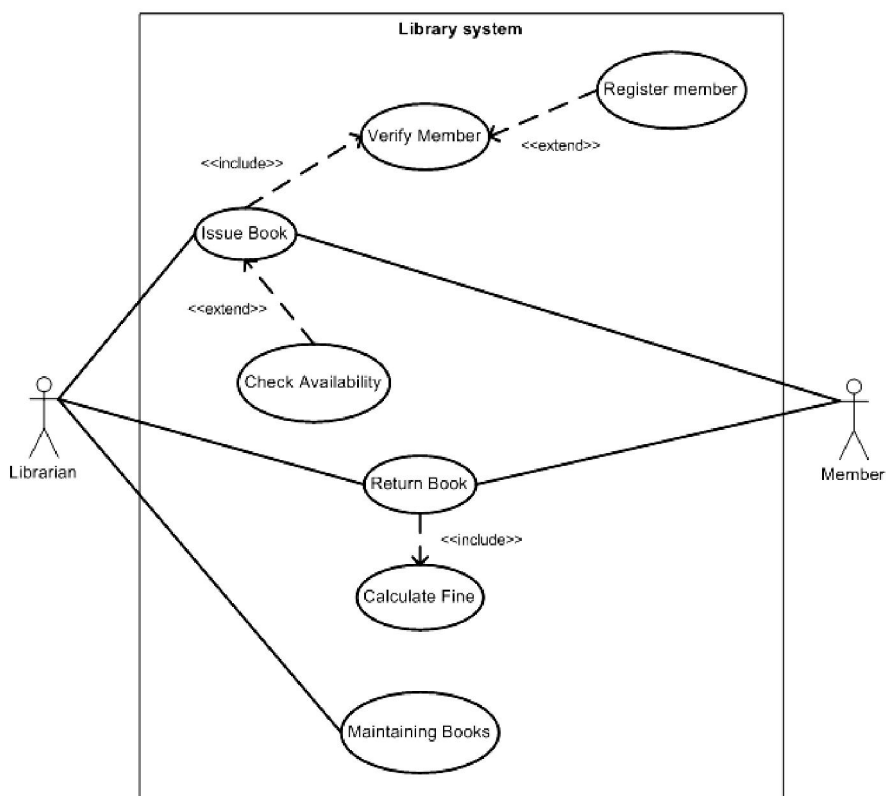 Library system
Register member
Verify Member
<<extend>>
<<include>>
Issue Book
<<extend>>
Check Availability
Librarian
Member
Return Book
<<include>>
Calculate Fine
Maintaining Books